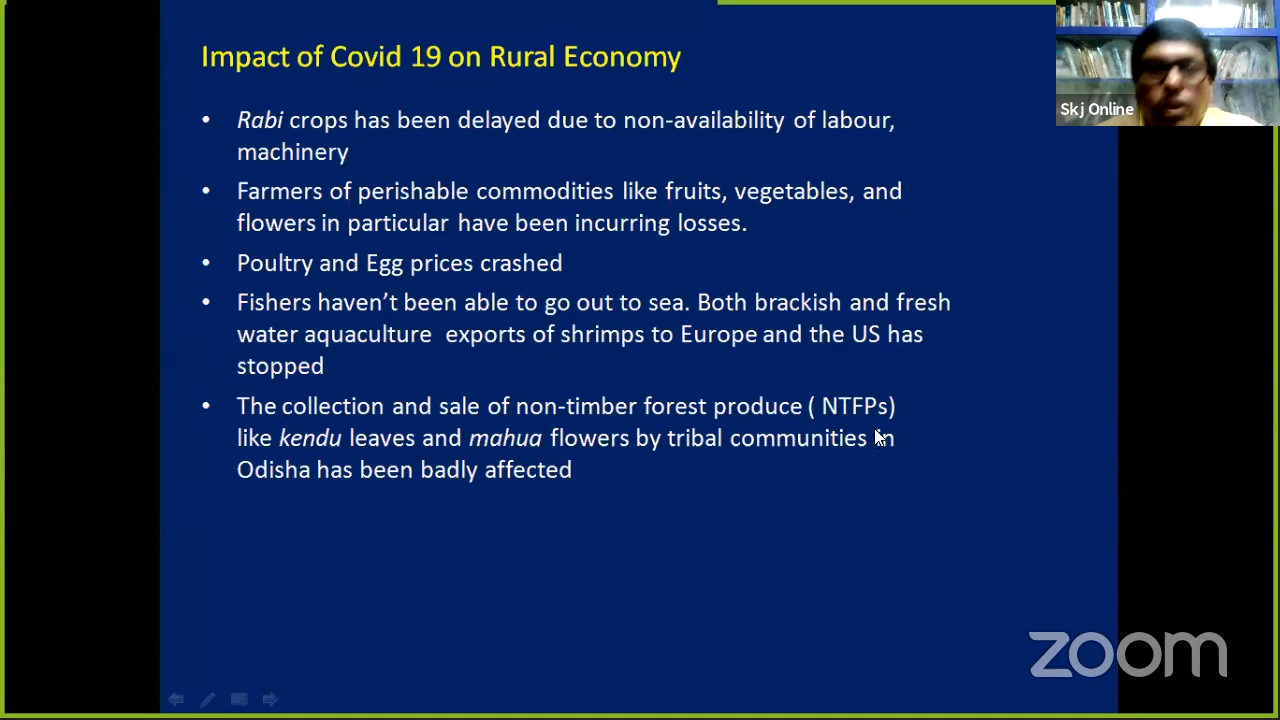 Impact of Covid 19 on Rural Economy
Skj Online
• Rabi crops has been delayed due to non-availability of labour,
machinery
• Farmers of perishable commodities like fruits, vegetables, and
flowers in particular have been incurring losses.
• Poultry and Egg prices crashed
• Fishers haven’t been able to go out to sea. Both brackish and fresh
water aquaculture  exports of shrimps to Europe and the US has
stopped
• The collection and sale of non-timber forest produce ( NTFPs)
like kendu leaves and mahua flowers by tribal communities in
Odisha has been badly affected
zoom